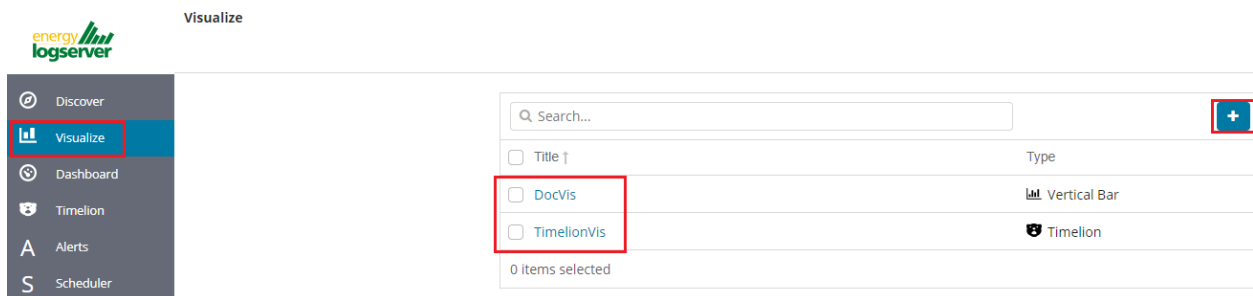 Visualize
energy
logserver
Discover
Visualize
Dashboard
Timelion
A Alerts
S Scheduler
Search...
+
Title ↑ Type
DocVis Vertical Bar
TimelionVis Timelion
0 items selected